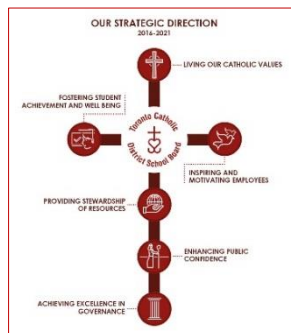 OUR STRATEGIC DIRECTION
2016-2021
LIVING OUR CATHOLIC VALUES
FOSTERING STUDENT
ACHIEVEMENT AND WELL BEING
Toronto Catholic
District School Board
INSPIRING AND
MOTIVATING EMPLOYEES
PROVIDING STEWARDSHIP
OF RESOURCES
ENHANCING PUBLIC
CONFIDENCE
ACHIEVING EXCELLENCE IN
GOVERNANCE